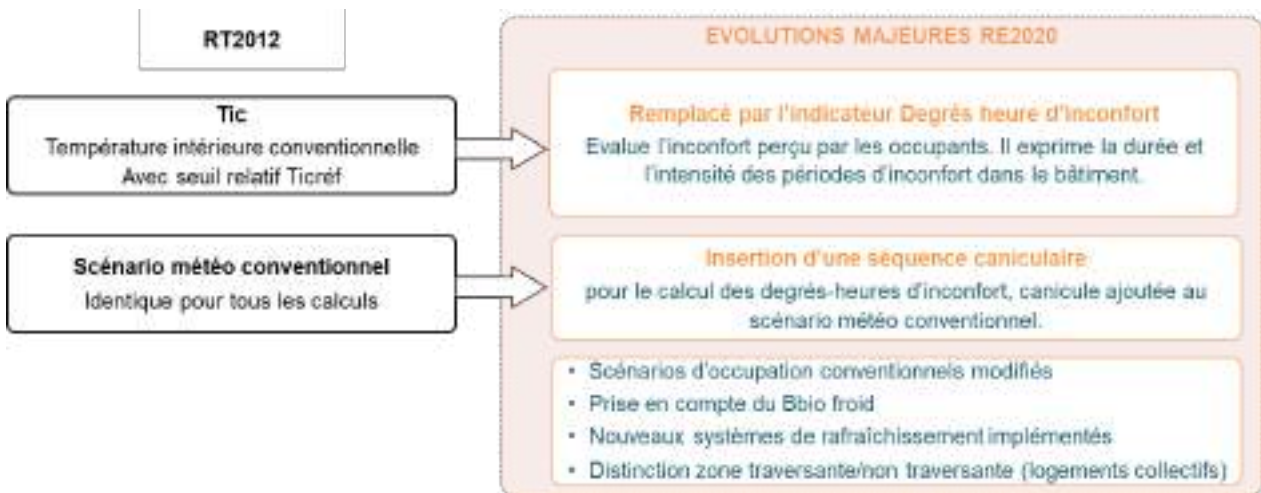 RT2012
EVOLUTIONS MAJEURES RE2020
Tic
Température intérieure conventionnelle
Avec seuil relatif Ticréf
Remplacé par l'indicateur Degrés heure d'inconfort
Evalue l'inconfort perçu par les occupants. Il exprime la durée et
l'intensité des périodes d'inconfort dans le bâtiment.
Scénario météo conventionnel
Identique pour tous les calculs
Insertion d'une séquence caniculaire
pour le calcul des degrés-heures d'inconfort, canicule ajoutée au
scénario météo conventionnel.
• Scénarios d'occupation conventionnels modifiés
• Prise en compte du Bbio froid
• Nouveaux systèmes de rafraîchissement implémentés
• Distinction zone traversante/non traversante (logements collectifs)